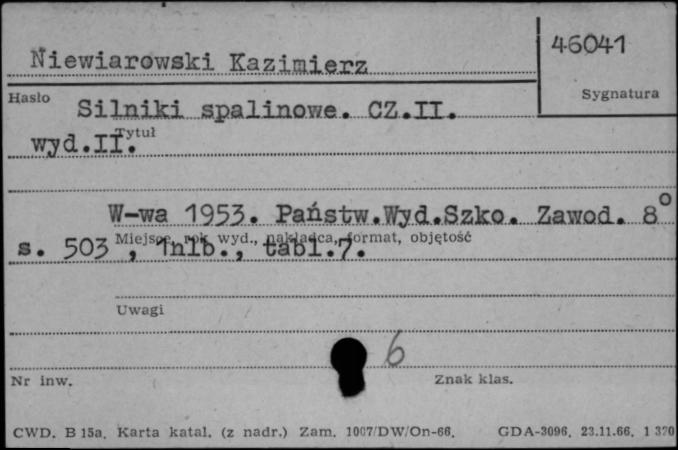 Niewiarowski Kazimierz
46041
Hasło
Sygnatura
Silniki spalinowe. CZ.II.
Tytuł
wyd.II.
W-wa 1953. Państw.Wyd.Szko. Zawod. 8°
Miejsce, rok wyd., nakładca, format, objętość
s. 503, 1nlb., tabl.7.
Uwagi
6
Nr inw.
Znak klas.
CWD. B 15a. Karta katal. (z nadr.) Zam. 1007/DW/On-66. GDA-3096. 23.11.66. 1 320